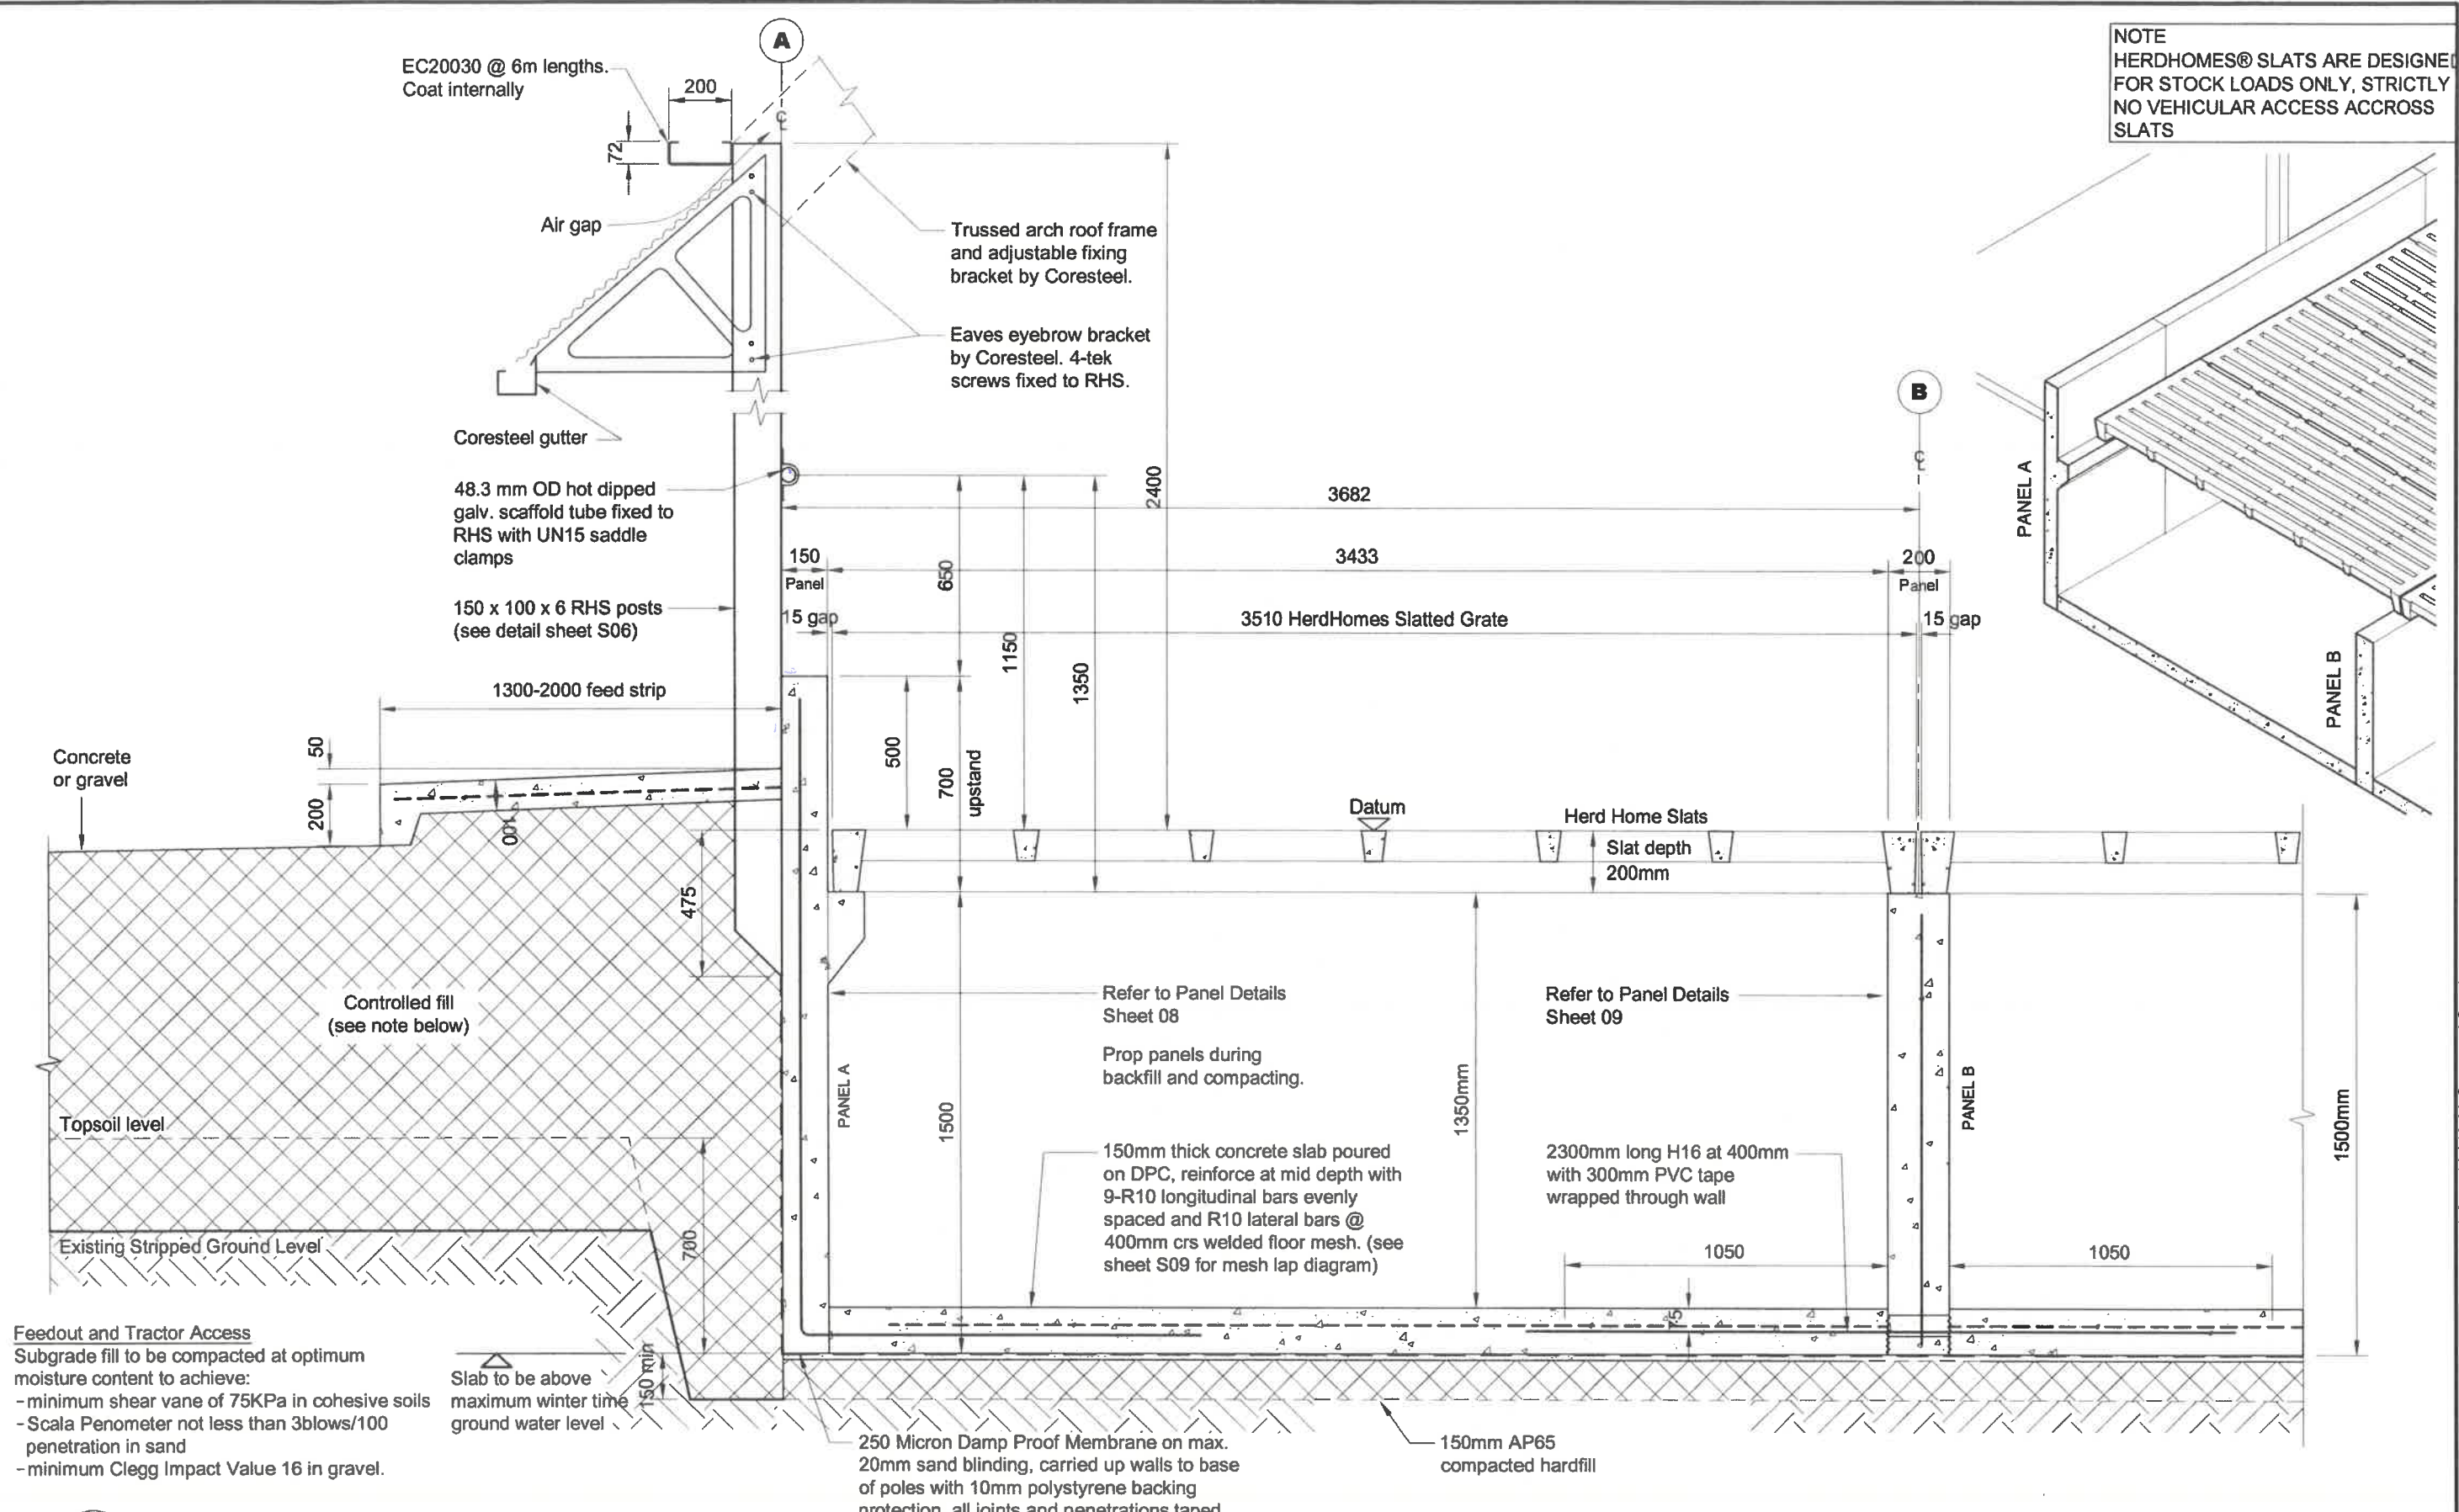 A
EC20030 @ 6m lengths.
Coat internally
200
72
℄
NOTE
HERDHOMES® SLATS ARE DESIGNED
FOR STOCK LOADS ONLY, STRICTLY
NO VEHICULAR ACCESS ACCROSS
SLATS
Air gap
Trussed arch roof frame
and adjustable fixing
bracket by Coresteel.
Eaves eyebrow bracket
by Coresteel. 4-tek
screws fixed to RHS.
Coresteel gutter
48.3 mm OD hot dipped
galv. scaffold tube fixed to
RHS with UN15 saddle
clamps
150 x 100 x 6 RHS posts
(see detail sheet S06)
B
℄
2400
3682
150
Panel
3433
200
Panel
15 gap
3510 HerdHomes Slatted Grate
15 gap
650
1150
1350
PANEL A
PANEL B
1300-2000 feed strip
Concrete
or gravel
50
200
100
500
700
upstand
475
Datum
Herd Home Slats
Slat depth
200mm
Controlled fill
(see note below)
Refer to Panel Details
Sheet 08
Prop panels during
backfill and compacting.
Refer to Panel Details
Sheet 09
PANEL A
1500
1350mm
PANEL B
1500mm
Topsoil level
150mm thick concrete slab poured
on DPC, reinforce at mid depth with
9-R10 longitudinal bars evenly
spaced and R10 lateral bars @
400mm crs welded floor mesh. (see
sheet S09 for mesh lap diagram)
2300mm long H16 at 400mm
with 300mm PVC tape
wrapped through wall
1050
1050
75
700
Existing Stripped Ground Level
Feedout and Tractor Access
Subgrade fill to be compacted at optimum
moisture content to achieve:
-minimum shear vane of 75KPa in cohesive soils
-Scala Penometer not less than 3blows/100
penetration in sand
-minimum Clegg Impact Value 16 in gravel.
Slab to be above
maximum winter time
ground water level
150 min
250 Micron Damp Proof Membrane on max.
20mm sand blinding, carried up walls to base
of poles with 10mm polystyrene backing
protection, all joints and penetrations taped
150mm AP65
compacted hardfill